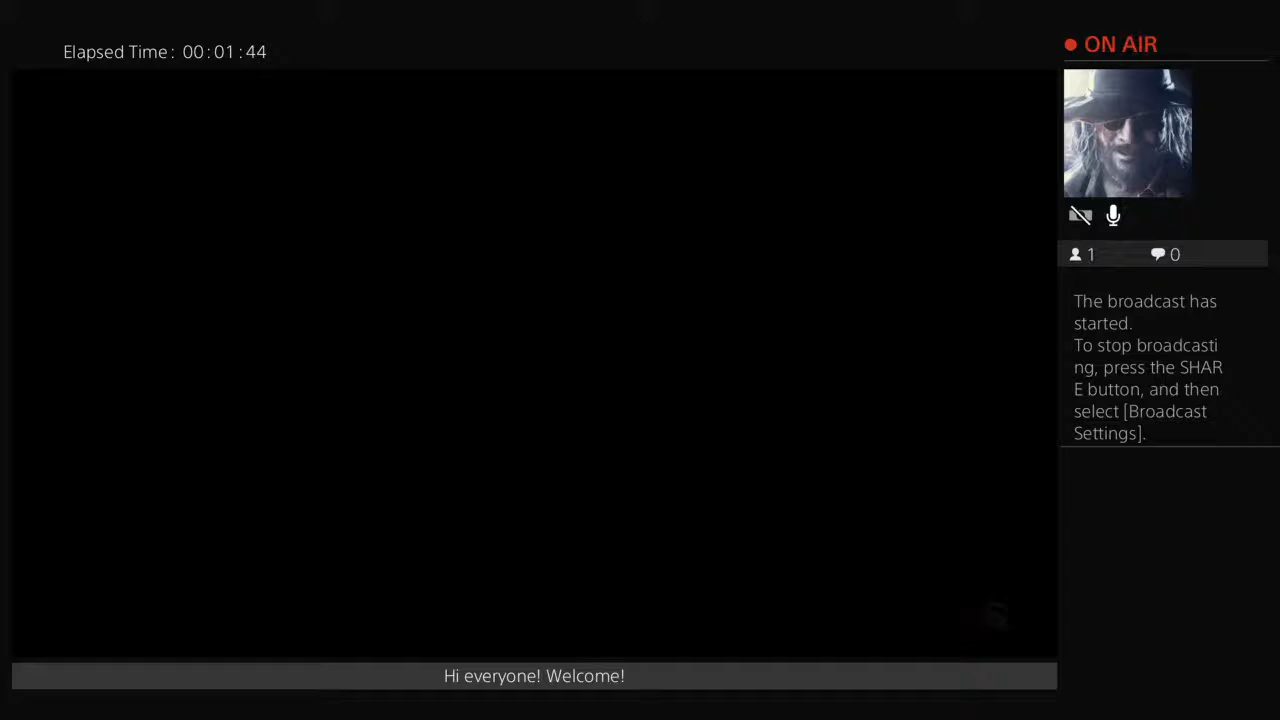 Elapsed Time: 00:01:44
ON AIR
1
0
The broadcast has
started.
To stop broadcasti
ng, press the SHAR
E button, and then
select [Broadcast
Settings].
Hi everyone! Welcome!